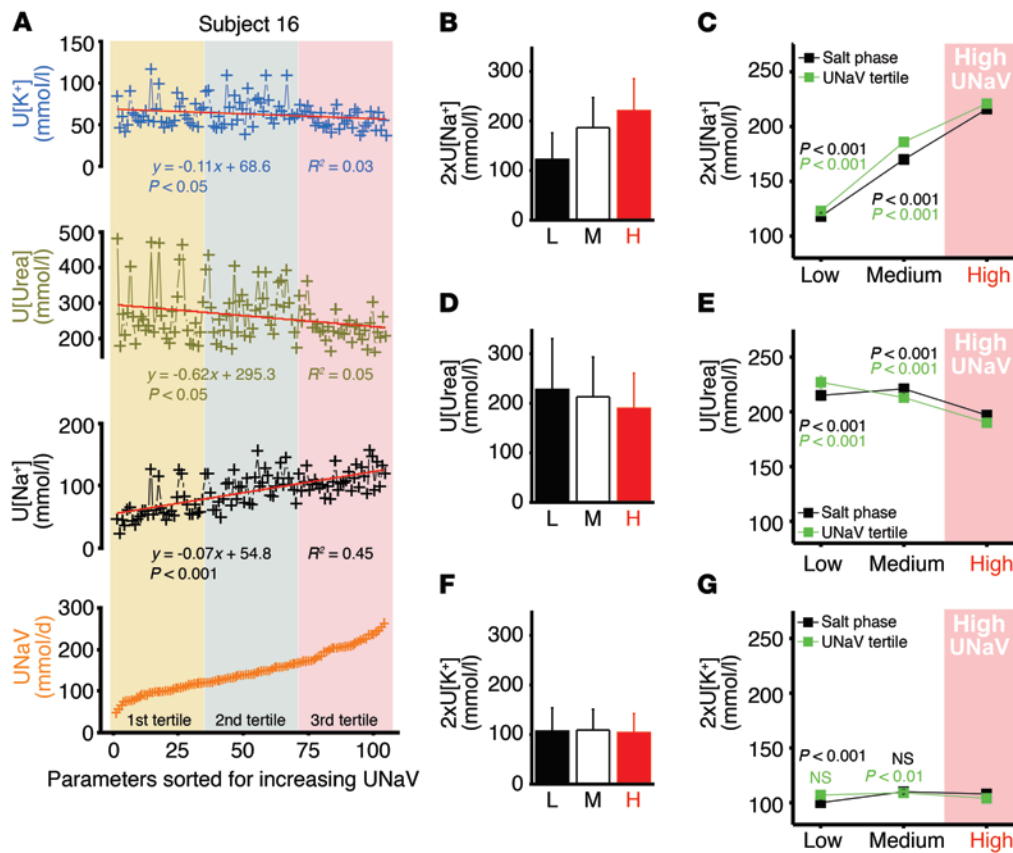 A
Subject 16
U[K+]
(mmol/l)
150
100
50
0
y = -0.11x + 68.6
R² = 0.03
P < 0.05
U[Urea]
(mmol/l)
500
400
300
200
100
y = -0.62x + 295.3
R² = 0.05
P < 0.05
U[Na+]
(mmol/l)
200
100
0
y = -0.07x + 54.8
R² = 0.45
P < 0.001
UNaV
(mmol/d)
300
200
100
0
1st tertile
2nd tertile
3rd tertile
0
25
50
75
100
Parameters sorted for increasing UNaV
B
2xU[Na+]
(mmol/l)
300
200
100
0
L
M
H
C
2xU[Na+]
(mmol/l)
250
200
150
100
Salt phase
UNaV tertile
High
UNaV
P < 0.001
P < 0.001
P < 0.001
P < 0.001
Low
Medium
High
D
U[Urea]
(mmol/l)
300
200
100
0
L
M
H
E
U[Urea]
(mmol/l)
250
200
150
100
High
UNaV
P < 0.001
P < 0.001
P < 0.001
P < 0.001
Salt phase
UNaV tertile
Low
Medium
High
F
2xU[K+]
(mmol/l)
300
200
100
0
L
M
H
G
2xU[K+]
(mmol/l)
250
200
150
100
Salt phase
UNaV tertile
High
UNaV
P < 0.001
NS
NS
P < 0.01
Low
Medium
High